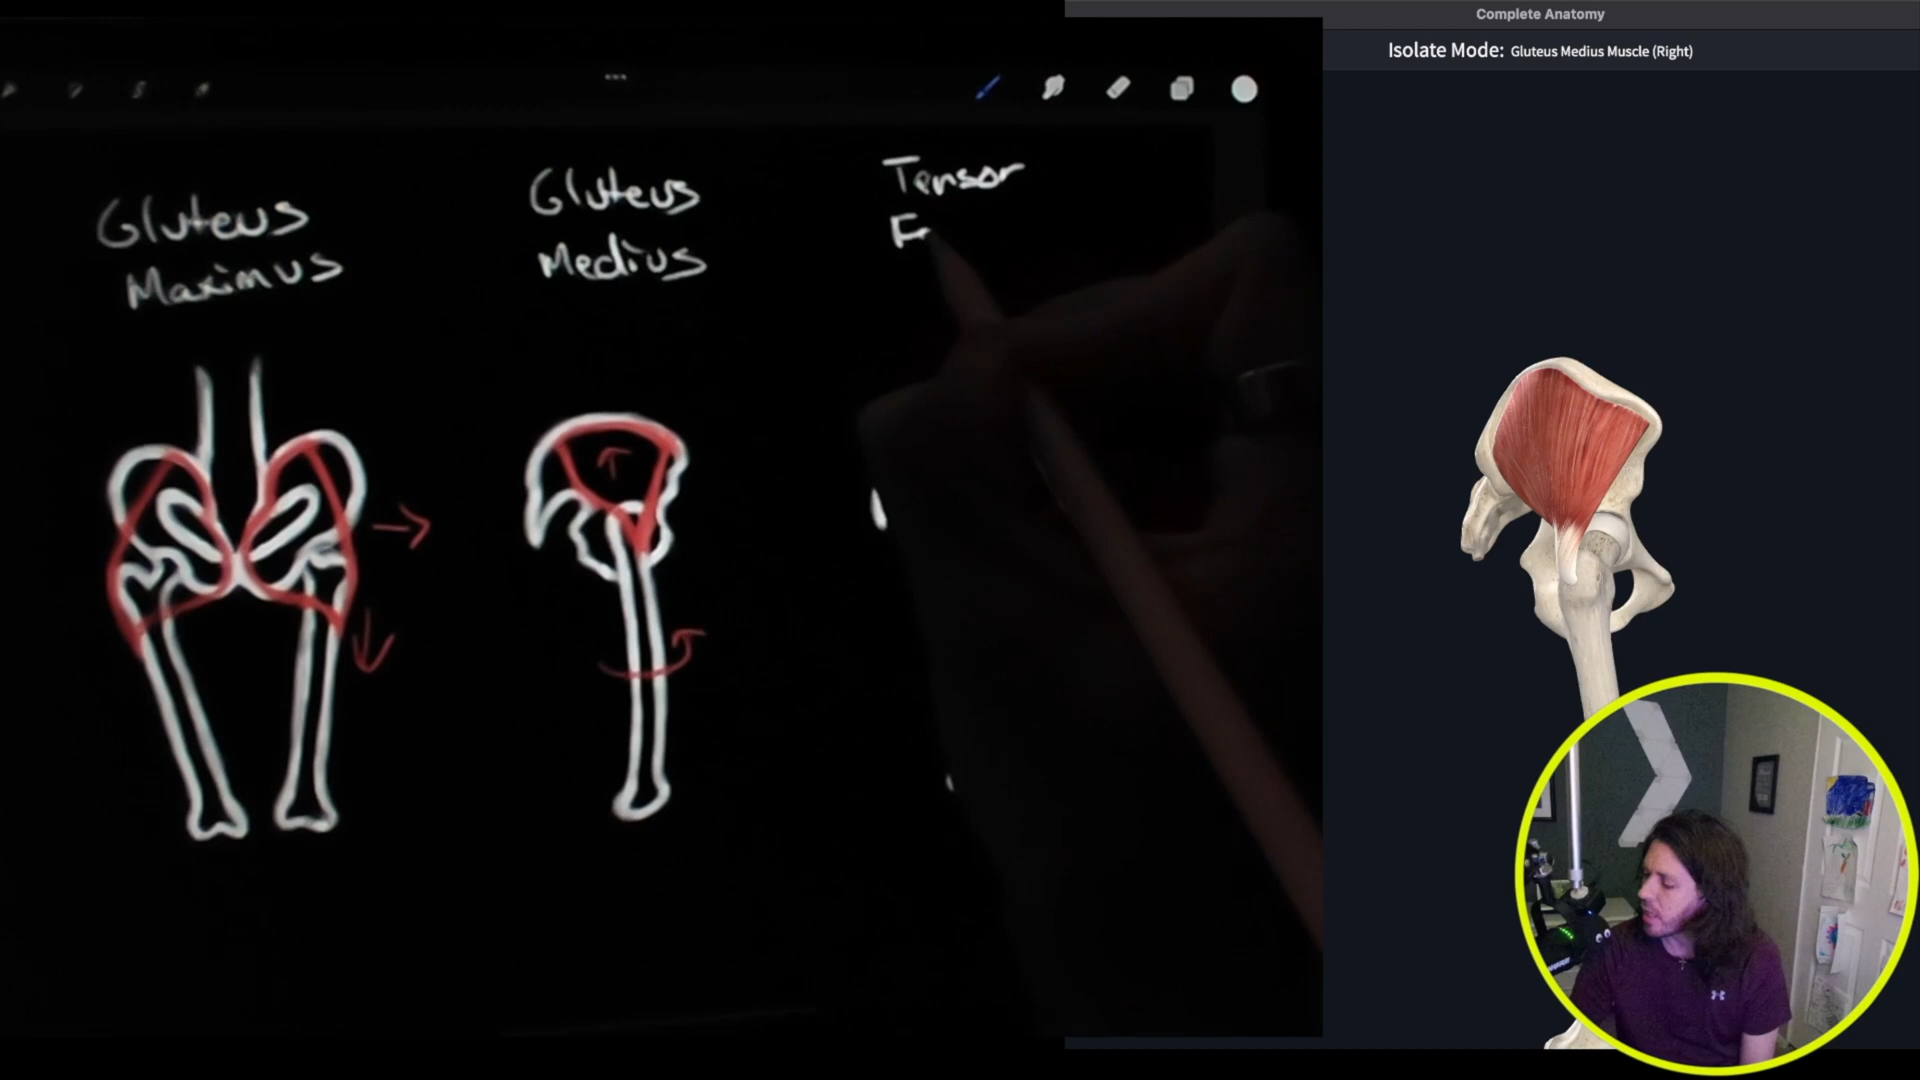 Complete Anatomy
Isolate Mode: Gluteus Medius Muscle (Right)
Gluteus
Maximus
Gluteus
Medius
Tensor